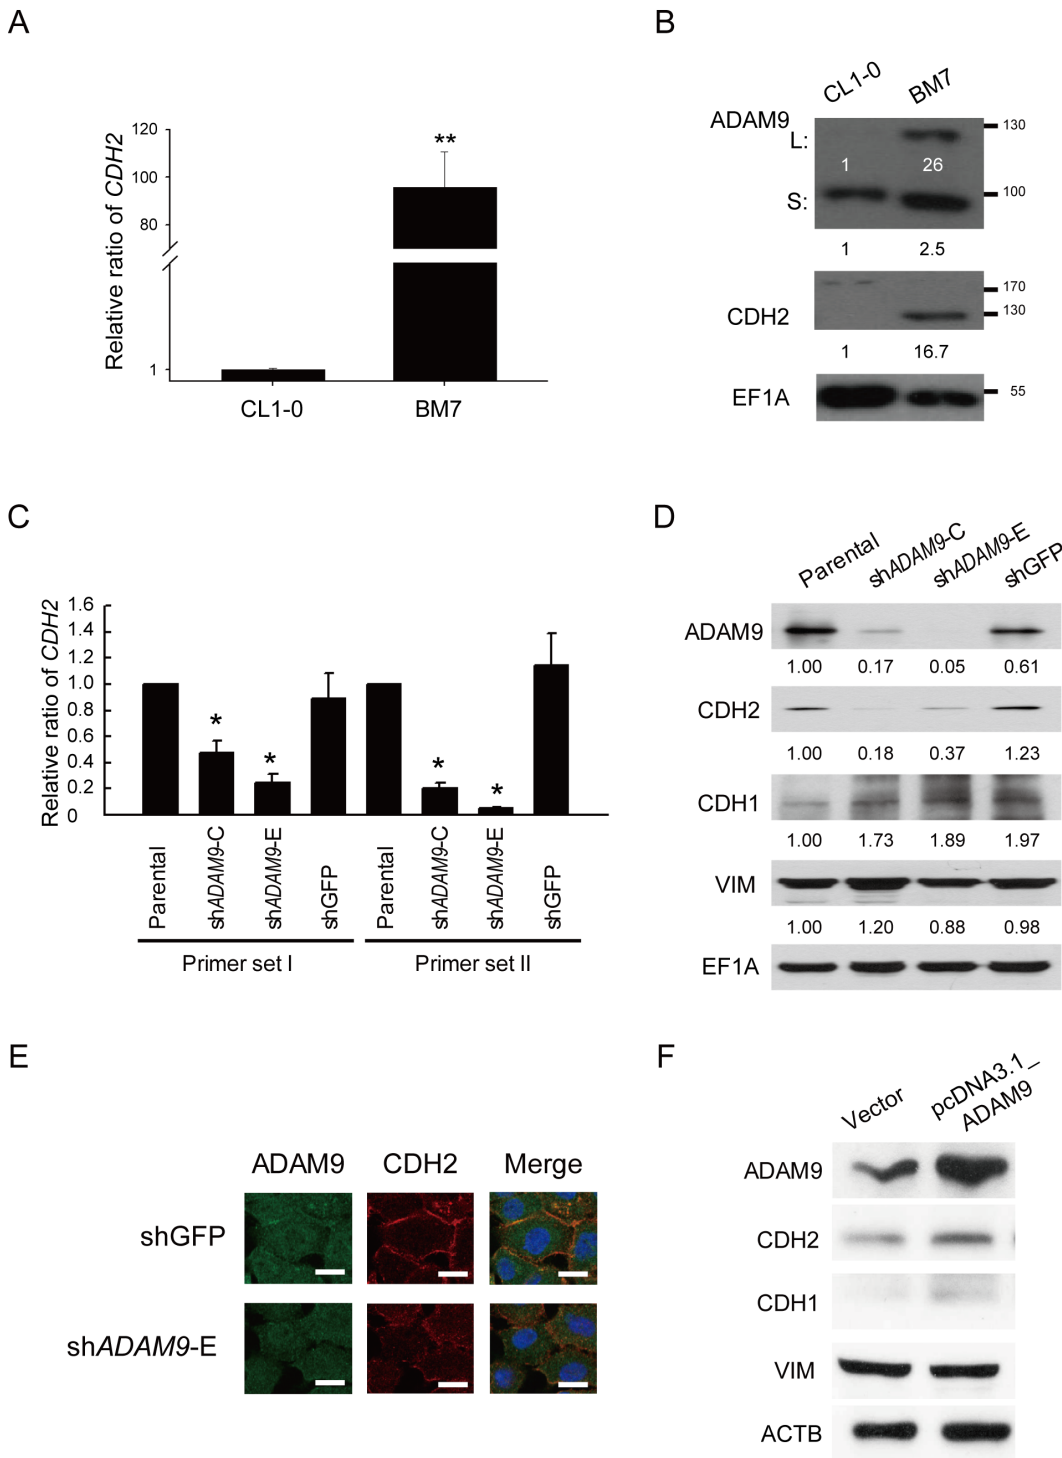 A
Relative ratio of CDH2
120
100
80
1
**
CL1-0
BM7
B
CL1-0
BM7
ADAM9
L:
S:
1
26
130
100
1
2.5
CDH2
170
130
1
16.7
EF1A
55
C
Relative ratio of CDH2
1.6
1.4
1.2
1.0
0.8
0.6
0.4
0.2
0
*
*
*
*
Parental
shADAM9-C
shADAM9-E
shGFP
Parental
shADAM9-C
shADAM9-E
shGFP
Primer set I
Primer set II
D
Parental
shADAM9-C
shADAM9-E
shGFP
ADAM9
1.00 0.17 0.05 0.61
CDH2
1.00 0.18 0.37 1.23
CDH1
1.00 1.73 1.89 1.97
VIM
1.00 1.20 0.88 0.98
EF1A
E
ADAM9 CDH2 Merge
shGFP
shADAM9-E
F
Vector
pcDNA3.1_
ADAM9
ADAM9
CDH2
CDH1
VIM
ACTB